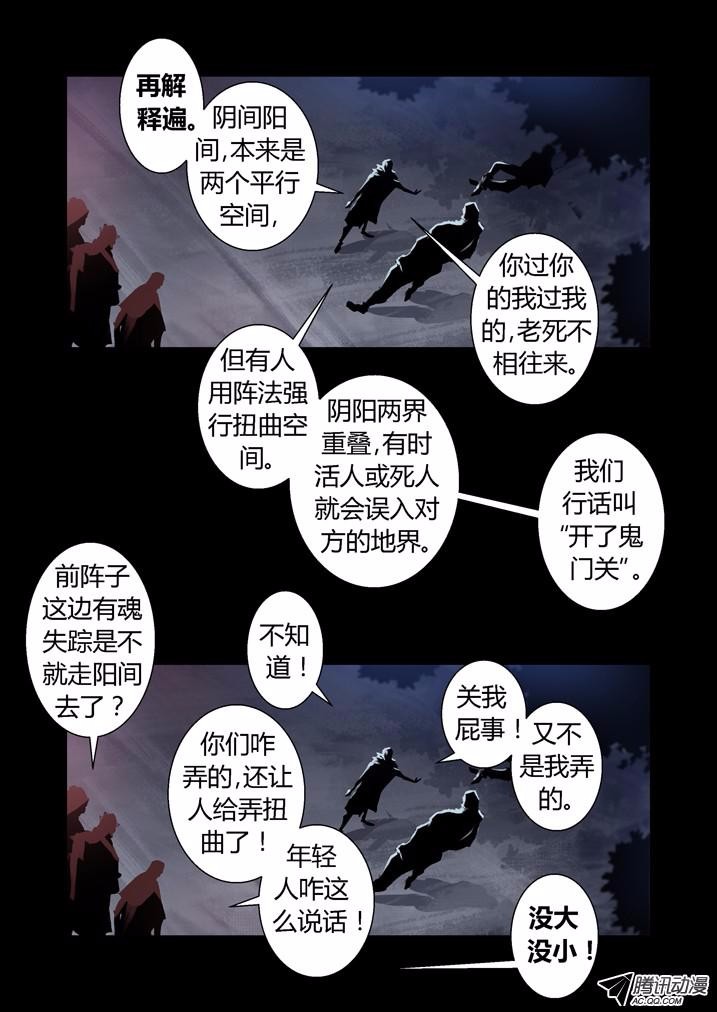 再解
释遍。
阴间阳
间，本来是
两个平行
空间，
你过你
的我过我
的，老死不
相往来。
但有人
用阵法强
行扭曲空
间。
阴阳两界
重叠，有时
活人或死人
就会误入对
方的地界。
我们
行话叫
“开了鬼
门关”。
前阵子
这边有魂
失踪是不
就走阳间
去了？
不知
道！
你们咋
弄的，还让
人给弄扭
曲了！
关我
屁事！
又不
是我弄
的。
年轻
人咋这
么说话！
没大
没小！
腾讯动漫
AC.QQ.COM